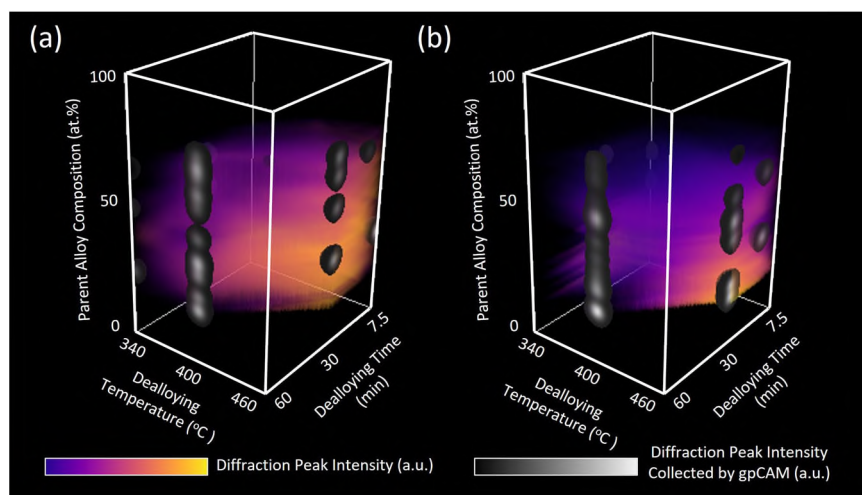 (a)
100
50
0
Parent Alloy Composition (at.%)
340
400
460
Dealloying
Temperature (°C )
60
30
7.5
Dealloying Time
(min)
(b)
100
50
0
Parent Alloy Composition (at.%)
340
400
460
Dealloying
Temperature (°C )
60
30
7.5
Dealloying Time
(min)
Diffraction Peak Intensity (a.u.)
Diffraction Peak Intensity
Collected by gpCAM (a.u.)